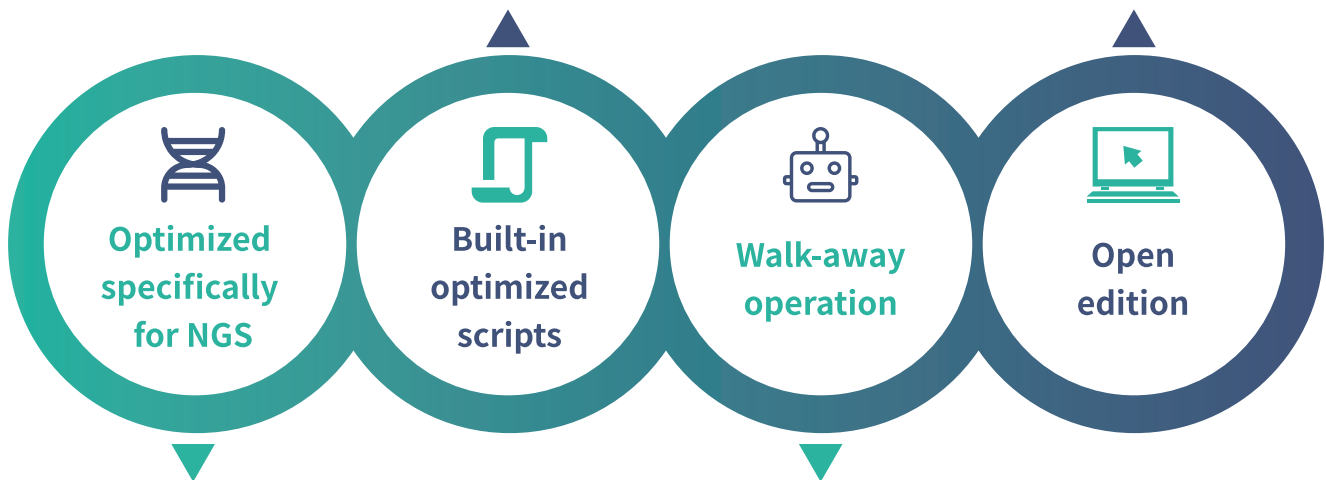 Optimized
specifically
for NGS
Built-in
optimized
scripts
Walk-away
operation
Open
edition